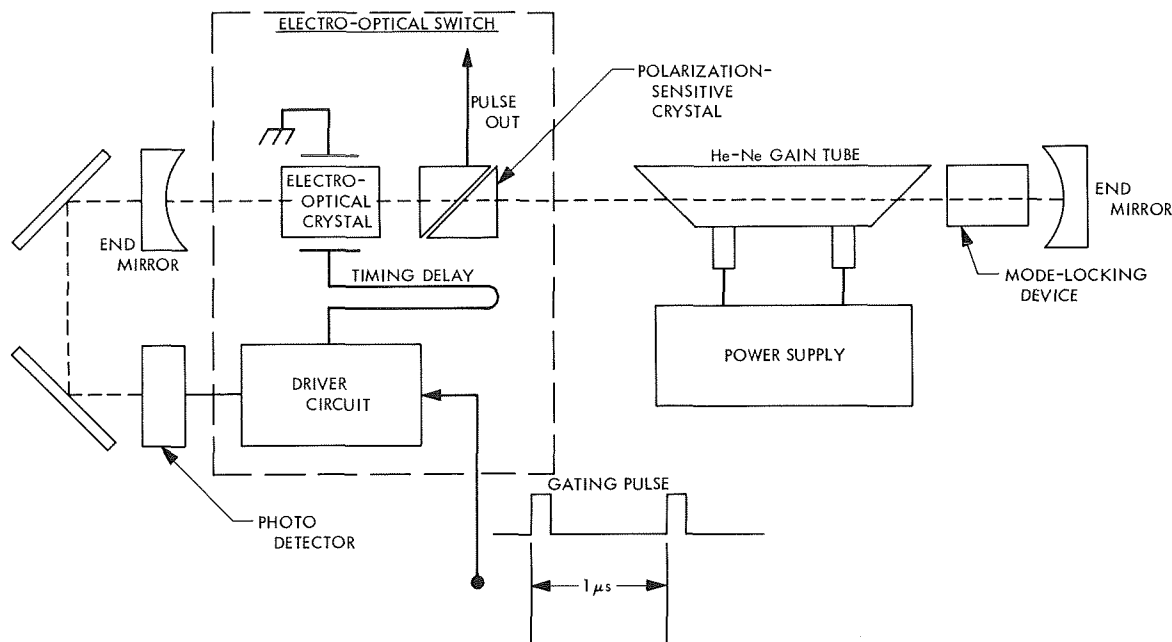 ELECTRO-OPTICAL SWITCH
PULSE
OUT
POLARIZATION-
SENSITIVE
CRYSTAL
He-Ne GAIN TUBE
ELECTRO-
OPTICAL
CRYSTAL
END
MIRROR
END
MIRROR
TIMING DELAY
MODE-LOCKING
DEVICE
POWER SUPPLY
DRIVER
CIRCUIT
GATING PULSE
PHOTO
DETECTOR
1 μs